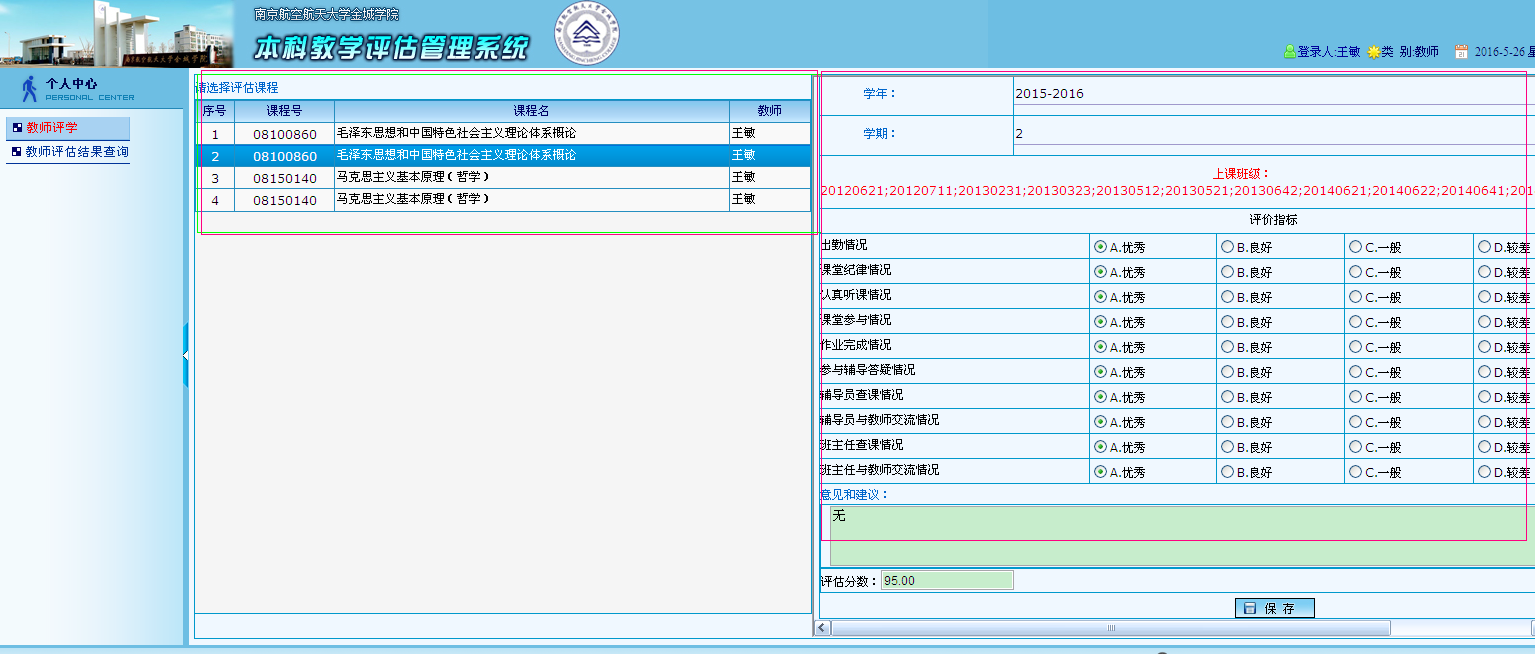 南京航空航天大学金城学院
本科教学评估管理系统
登录人:王敏 类 别:教师 2016-5-26 星
个人中心
PERSONAL CENTER
教师评学
教师评估结果查询
请选择评估课程
序号 课程号 课程名 教师
1 08100860 毛泽东思想和中国特色社会主义理论体系概论 王敏
2 08100860 毛泽东思想和中国特色社会主义理论体系概论 王敏
3 08150140 马克思主义基本原理（哲学） 王敏
4 08150140 马克思主义基本原理（哲学） 王敏
学年： 2015-2016
学期： 2
上课班级：
20120621;20120711;20130231;20130323;20130512;20130521;20130642;20140621;20140622;20140641;201
评价指标
出勤情况 A.优秀 B.良好 C.一般 D.较差
课堂纪律情况 A.优秀 B.良好 C.一般 D.较差
认真听课情况 A.优秀 B.良好 C.一般 D.较差
课堂参与情况 A.优秀 B.良好 C.一般 D.较差
作业完成情况 A.优秀 B.良好 C.一般 D.较差
参与辅导答疑情况 A.优秀 B.良好 C.一般 D.较差
辅导员查课情况 A.优秀 B.良好 C.一般 D.较差
辅导员与教师交流情况 A.优秀 B.良好 C.一般 D.较差
班主任查课情况 A.优秀 B.良好 C.一般 D.较差
班主任与教师交流情况 A.优秀 B.良好 C.一般 D.较差
意见和建议：
无
评估分数： 95.00
保 存